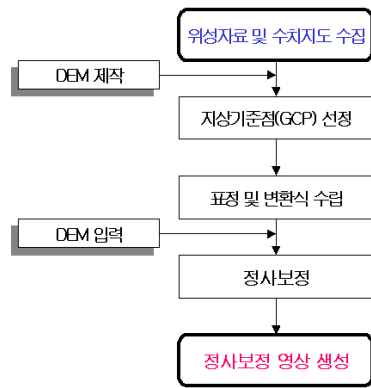 위성자료 및 수치지도 수집
DEM 제작
지상기준점(GCP) 선정
표정 및 변환식 수립
DEM 입력
정사보정
정사보정 영상 생성